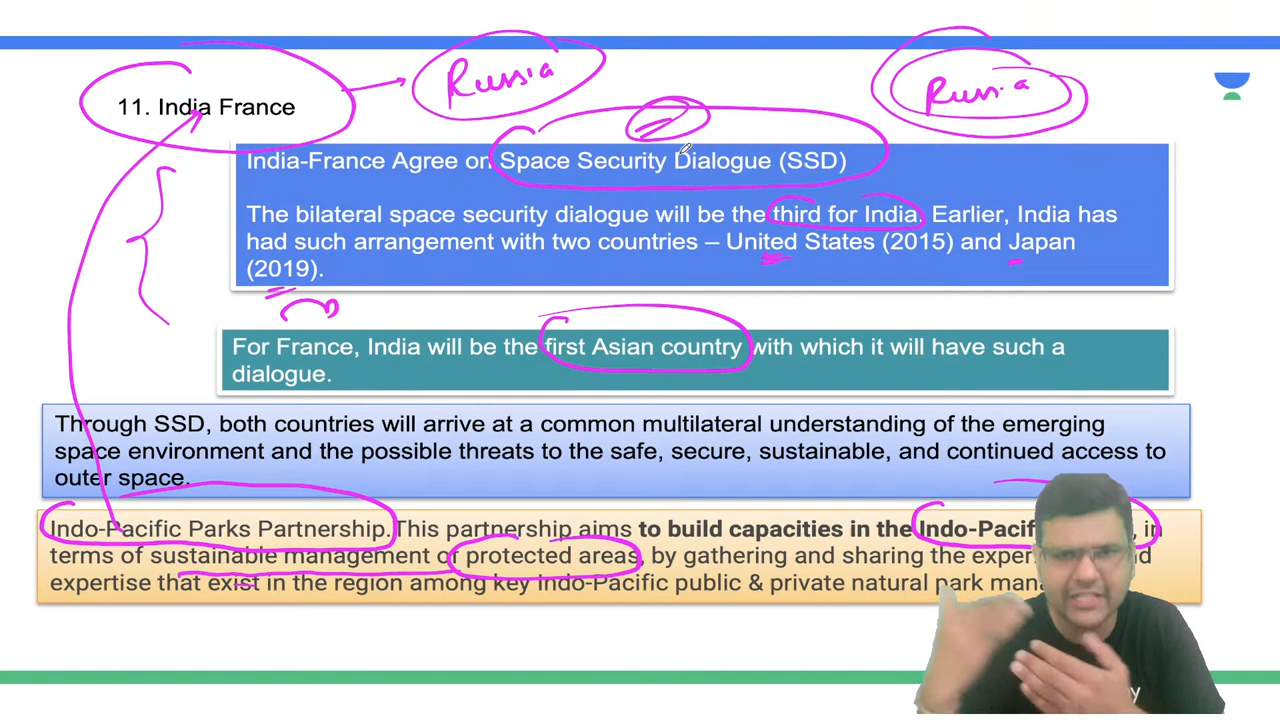 11. India France
Russia
Russia
India-France Agree on Space Security Dialogue (SSD)
The bilateral space security dialogue will be the third for India. Earlier, India has
had such arrangement with two countries – United States (2015) and Japan
(2019).
For France, India will be the first Asian country with which it will have such a
dialogue.
Through SSD, both countries will arrive at a common multilateral understanding of the emerging
space environment and the possible threats to the safe, secure, sustainable, and continued access to
outer space.
Indo-Pacific Parks Partnership. This partnership aims to build capacities in the in
terms of sustainable management of protected areas, by gathering and sharing the
expertise that exist in the region among key Indo-Pacific public & private natural park